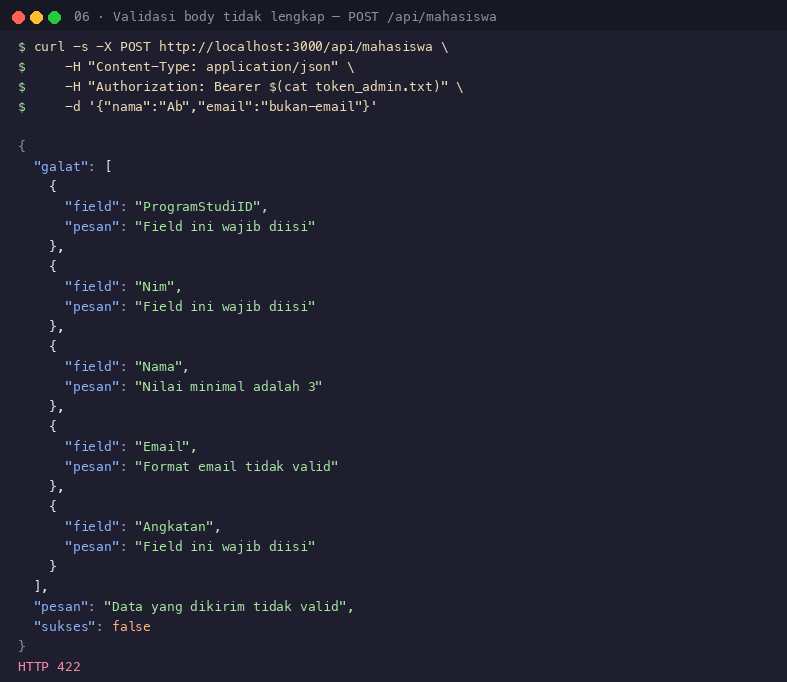 06 · Validasi body tidak lengkap — POST /api/mahasiswa
$ curl -s -X POST http://localhost:3000/api/mahasiswa \
$     -H "Content-Type: application/json" \
$     -H "Authorization: Bearer $(cat token_admin.txt)" \
$     -d '{"nama":"Ab","email":"bukan-email"}'
{
  "galat": [
    {
      "field": "ProgramStudiID",
      "pesan": "Field ini wajib diisi"
    },
    {
      "field": "Nim",
      "pesan": "Field ini wajib diisi"
    },
    {
      "field": "Nama",
      "pesan": "Nilai minimal adalah 3"
    },
    {
      "field": "Email",
      "pesan": "Format email tidak valid"
    },
    {
      "field": "Angkatan",
      "pesan": "Field ini wajib diisi"
    }
  ],
  "pesan": "Data yang dikirim tidak valid",
  "sukses": false
}
HTTP 422